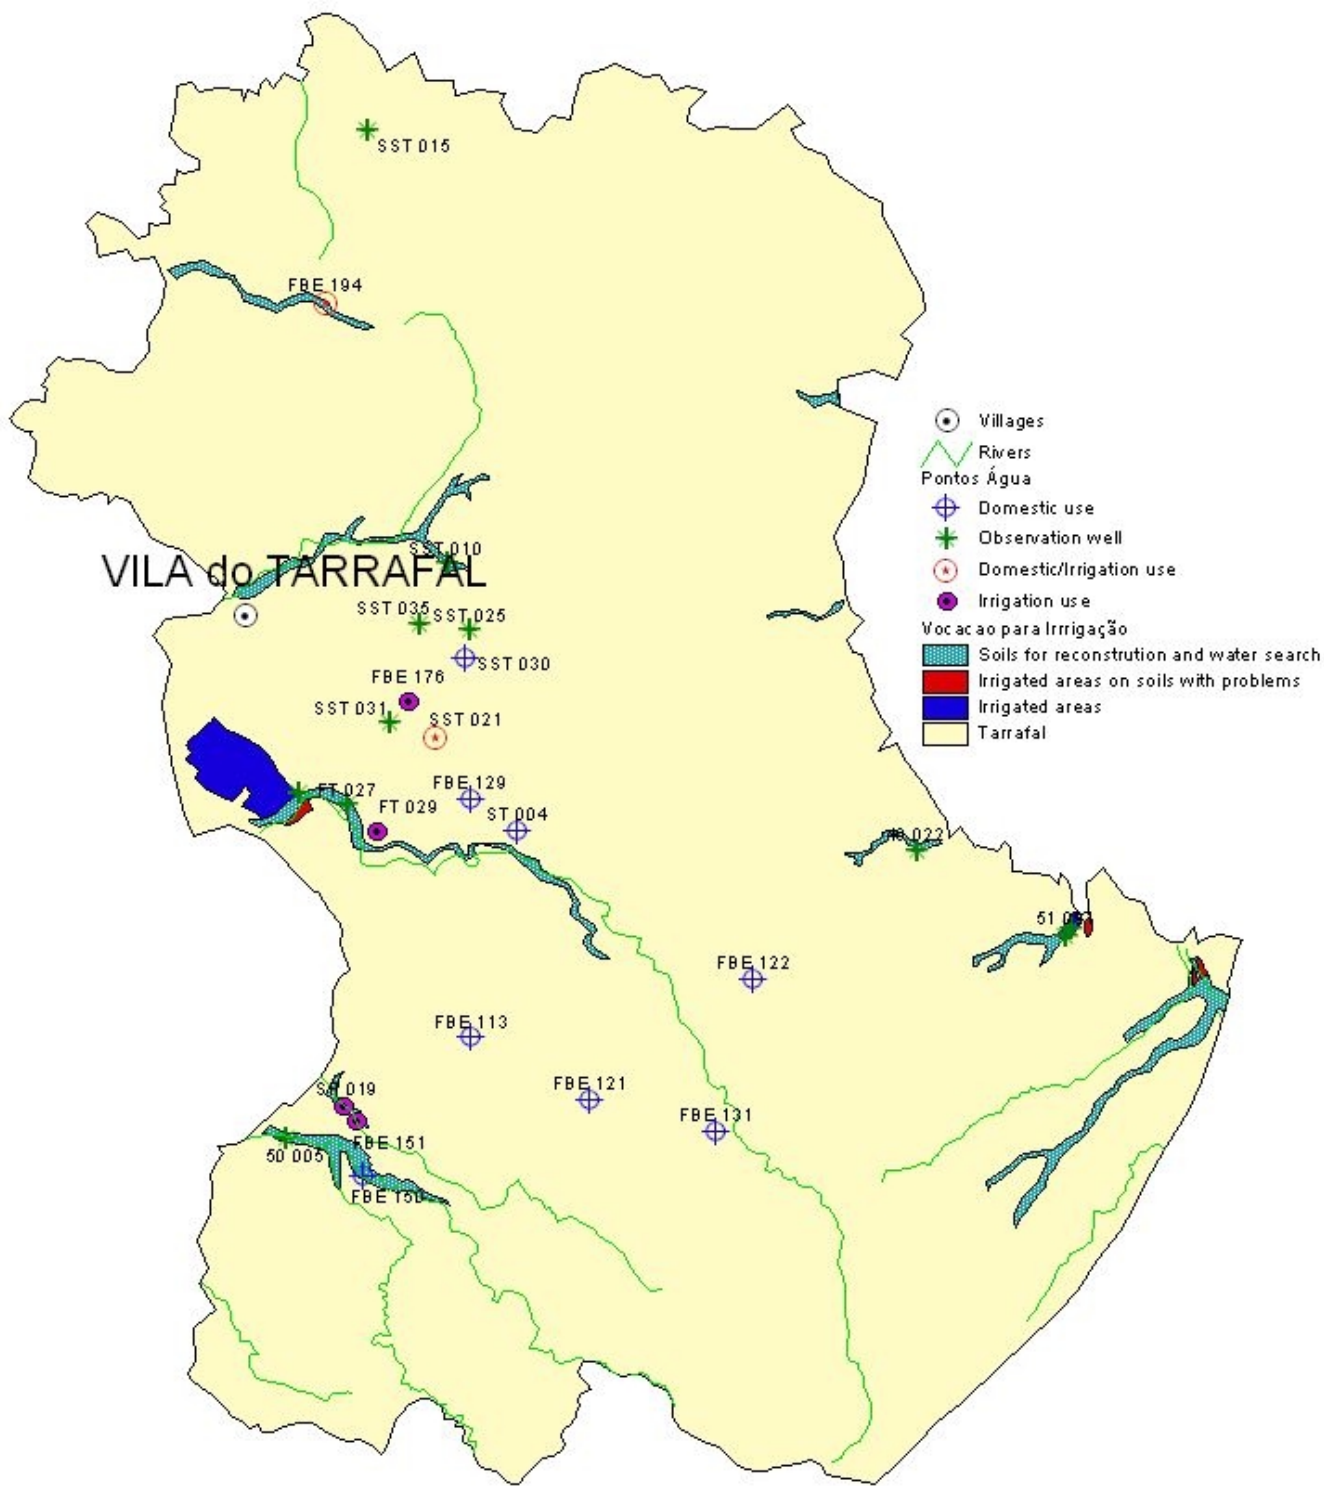 SST 015
FBE 194
Villages
Rivers
Pontos Água
Domestic use
Observation well
Domestic/Irrigation use
Irrigation use
Vocacao para Irrrigação
Soils for reconstrution and water search
Irrigated areas on soils with problems
Irrigated areas
Tarrafal
SST 010
VILA do TARRAFAL
SST 035
SST 025
SST 030
FBE 176
SST 031
SST 021
FT 027
FBE 129
FT 029
ST 004
022
51
FBE 122
FBE 113
FBE 121
FBE 131
019
FBE 151
50 005
FBE 150